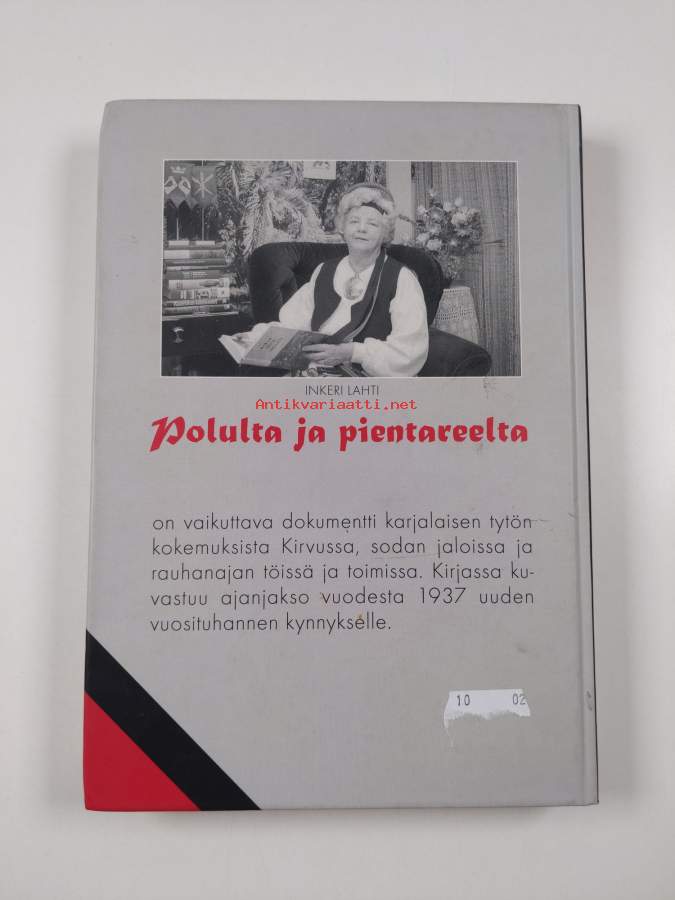 INKERI LAHTI
Antikvariaatti.net
Polulta ja pientareelta
on vaikuttava dokumentti karjalaisen tytön
kokemuksista Kirvussa, sodan jaloissa ja
rauhanajan töissä ja toimissa. Kirjassa ku-
vastuu ajanjakso vuodesta 1937 uuden
vuosituhannen kynnykselle.
10 02